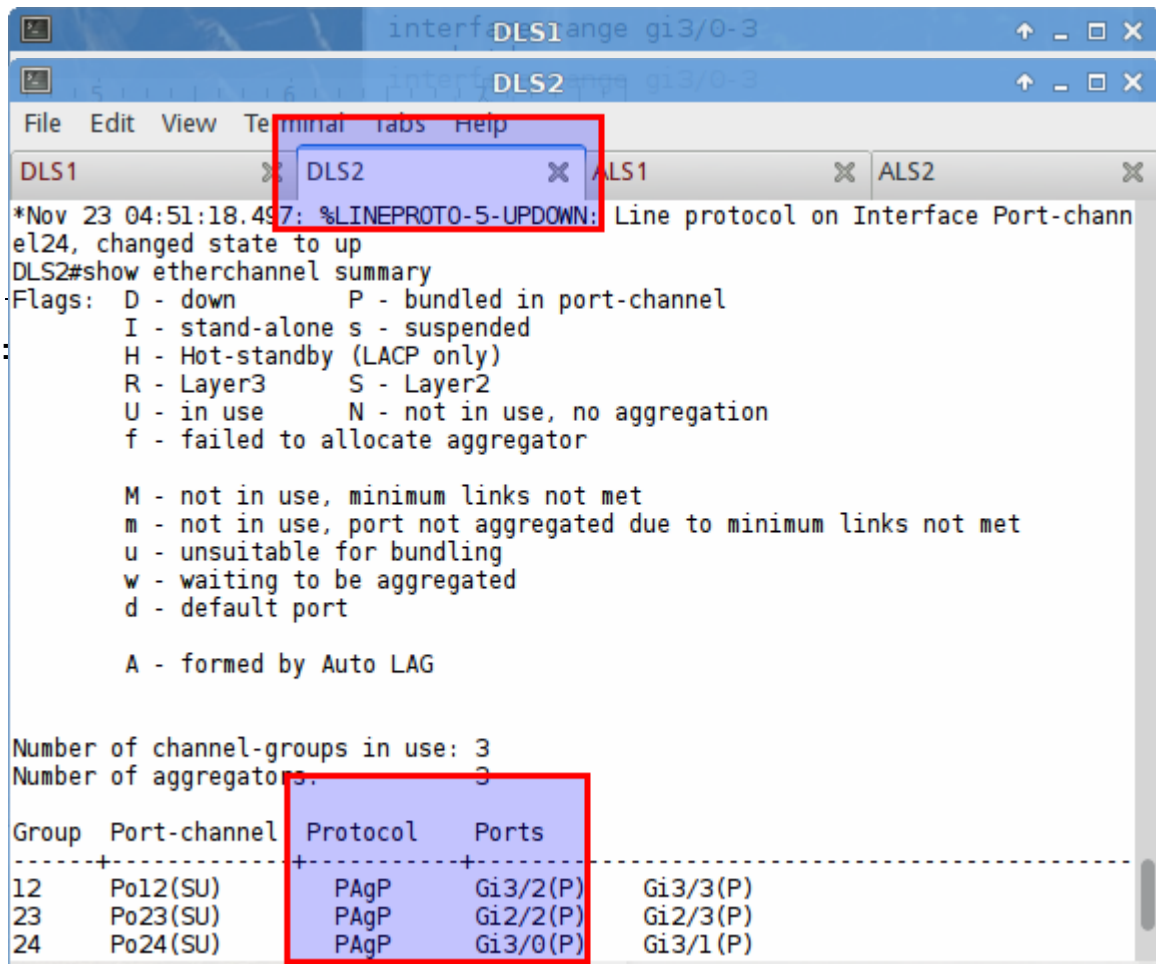 interface range gi3/0-3
DLS1
DLS2
File Edit View Terminal Tabs Help
DLS1 DLS2 ALS1 ALS2
*Nov 23 04:51:18.497: %LINEPROTO-5-UPDOWN: Line protocol on Interface Port-chann
el24, changed state to up
DLS2#show etherchannel summary
Flags:  D - down        P - bundled in port-channel
        I - stand-alone s - suspended
        H - Hot-standby (LACP only)
        R - Layer3      S - Layer2
        U - in use      N - not in use, no aggregation
        f - failed to allocate aggregator
        M - not in use, minimum links not met
        m - not in use, port not aggregated due to minimum links not met
        u - unsuitable for bundling
        w - waiting to be aggregated
        d - default port
        A - formed by Auto LAG
Number of channel-groups in use: 3
Number of aggregators:           3
Group  Port-channel  Protocol    Ports
------+-------------+-----------+-----------------------------------------------
12     Po12(SU)        PAgP      Gi3/2(P)    Gi3/3(P)
23     Po23(SU)        PAgP      Gi2/2(P)    Gi2/3(P)
24     Po24(SU)        PAgP      Gi3/0(P)    Gi3/1(P)